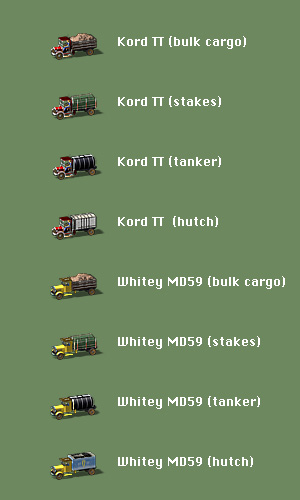 Kord TT (bulk cargo)
Kord TT (stakes)
Kord TT (tanker)
Kord TT (hutch)
Whitey MD59 (bulk cargo)
Whitey MD59 (stakes)
Whitey MD59 (tanker)
Whitey MD59 (hutch)